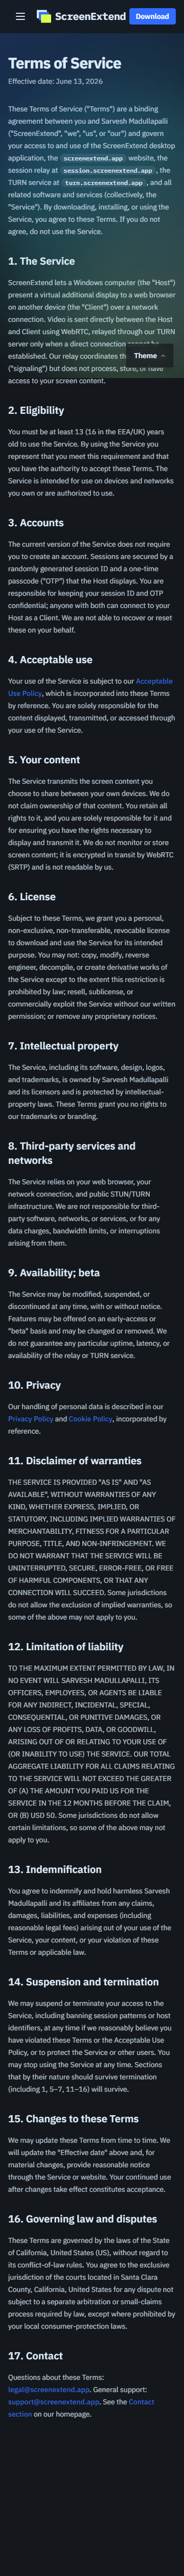 ScreenExtend
Download
Terms of Service
Effective date: June 13, 2026
These Terms of Service ("Terms") are a binding
agreement between you and Sarvesh Madullapalli
("ScreenExtend", "we", "us", or "our") and govern
your access to and use of the ScreenExtend desktop
application, the screenextend.app website, the
session relay at session.screenextend.app, the
TURN service at turn.screenextend.app, and all
related software and services (collectively, the
"Service"). By downloading, installing, or using the
Service, you agree to these Terms. If you do not
agree, do not use the Service.
1. The Service
ScreenExtend lets a Windows computer (the "Host")
present a virtual additional display to a web browser
on another device (the "Client") over a network
connection. Video is sent directly between the Host
and Client using WebRTC, relayed through our TURN
server only when a direct connection cannot be
established. Our relay coordinates the
Theme
("signaling") but does not process, store, or have
access to your screen content.
2. Eligibility
You must be at least 13 (16 in the EEA/UK) years
old to use the Service. By using the Service you
represent that you meet this requirement and that
you have the authority to accept these Terms. The
Service is intended for use on devices and networks
you own or are authorized to use.
3. Accounts
The current version of the Service does not require
you to create an account. Sessions are secured by a
randomly generated session ID and a one-time
passcode ("OTP") that the Host displays. You are
responsible for keeping your session ID and OTP
confidential; anyone with both can connect to your
Host as a Client. We are not able to recover or reset
these on your behalf.
4. Acceptable use
Your use of the Service is subject to our Acceptable
Use Policy, which is incorporated into these Terms
by reference. You are solely responsible for the
content displayed, transmitted, or accessed through
your use of the Service.
5. Your content
The Service transmits the screen content you
choose to share between your own devices. We do
not claim ownership of that content. You retain all
rights to it, and you are solely responsible for it and
for ensuring you have the rights necessary to
display and transmit it. We do not monitor or store
screen content; it is encrypted in transit by WebRTC
(SRTP) and is not readable by us.
6. License
Subject to these Terms, we grant you a personal,
non-exclusive, non-transferable, revocable license
to download and use the Service for its intended
purpose. You may not: copy, modify, reverse
engineer, decompile, or create derivative works of
the Service except to the extent this restriction is
prohibited by law; resell, sublicense, or
commercially exploit the Service without our written
permission; or remove any proprietary notices.
7. Intellectual property
The Service, including its software, design, logos,
and trademarks, is owned by Sarvesh Madullapalli
and its licensors and is protected by intellectual-
property laws. These Terms grant you no rights to
our trademarks or branding.
8. Third-party services and
networks
The Service relies on your web browser, your
network connection, and public STUN/TURN
infrastructure. We are not responsible for third-
party software, networks, or services, or for any
data charges, bandwidth limits, or interruptions
arising from them.
9. Availability; beta
The Service may be modified, suspended, or
discontinued at any time, with or without notice.
Features may be offered on an early-access or
"beta" basis and may be changed or removed. We
do not guarantee any particular uptime, latency, or
availability of the relay or TURN service.
10. Privacy
Our handling of personal data is described in our
Privacy Policy and Cookie Policy, incorporated by
reference.
11. Disclaimer of warranties
THE SERVICE IS PROVIDED "AS IS" AND "AS
AVAILABLE", WITHOUT WARRANTIES OF ANY
KIND, WHETHER EXPRESS, IMPLIED, OR
STATUTORY, INCLUDING IMPLIED WARRANTIES OF
MERCHANTABILITY, FITNESS FOR A PARTICULAR
PURPOSE, TITLE, AND NON-INFRINGEMENT. WE
DO NOT WARRANT THAT THE SERVICE WILL BE
UNINTERRUPTED, SECURE, ERROR-FREE, OR FREE
OF HARMFUL COMPONENTS, OR THAT ANY
CONNECTION WILL SUCCEED. Some jurisdictions
do not allow the exclusion of implied warranties, so
some of the above may not apply to you.
12. Limitation of liability
TO THE MAXIMUM EXTENT PERMITTED BY LAW, IN
NO EVENT WILL SARVESH MADULLAPALLI, ITS
OFFICERS, EMPLOYEES, OR AGENTS BE LIABLE
FOR ANY INDIRECT, INCIDENTAL, SPECIAL,
CONSEQUENTIAL, OR PUNITIVE DAMAGES, OR
ANY LOSS OF PROFITS, DATA, OR GOODWILL,
ARISING OUT OF OR RELATING TO YOUR USE OF
(OR INABILITY TO USE) THE SERVICE. OUR TOTAL
AGGREGATE LIABILITY FOR ALL CLAIMS RELATING
TO THE SERVICE WILL NOT EXCEED THE GREATER
OF (A) THE AMOUNT YOU PAID US FOR THE
SERVICE IN THE 12 MONTHS BEFORE THE CLAIM,
OR (B) USD 50. Some jurisdictions do not allow
certain limitations, so some of the above may not
apply to you.
13. Indemnification
You agree to indemnify and hold harmless Sarvesh
Madullapalli and its affiliates from any claims,
damages, liabilities, and expenses (including
reasonable legal fees) arising out of your use of the
Service, your content, or your violation of these
Terms or applicable law.
14. Suspension and termination
We may suspend or terminate your access to the
Service, including banning session patterns or host
identifiers, at any time if we reasonably believe you
have violated these Terms or the Acceptable Use
Policy, or to protect the Service or other users. You
may stop using the Service at any time. Sections
that by their nature should survive termination
(including 1, 5–7, 11–16) will survive.
15. Changes to these Terms
We may update these Terms from time to time. We
will update the "Effective date" above and, for
material changes, provide reasonable notice
through the Service or website. Your continued use
after changes take effect constitutes acceptance.
16. Governing law and disputes
These Terms are governed by the laws of the State
of California, United States (US), without regard to
its conflict-of-law rules. You agree to the exclusive
jurisdiction of the courts located in Santa Clara
County, California, United States for any dispute not
subject to a separate arbitration or small-claims
process required by law, except where prohibited by
your local consumer-protection laws.
17. Contact
Questions about these Terms:
legal@screenextend.app. General support:
support@screenextend.app. See the Contact
section on our homepage.